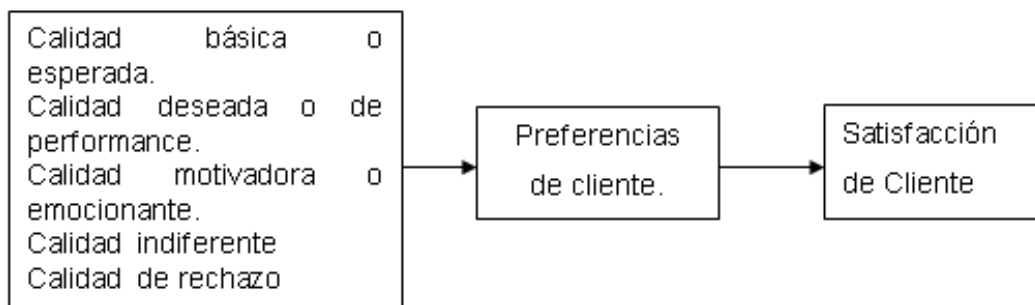 Calidad básica o
esperada.
Calidad deseada o de
performance.
Calidad motivadora o
emocionante.
Calidad indiferente
Calidad de rechazo
Preferencias
de cliente.
Satisfacción
de Cliente